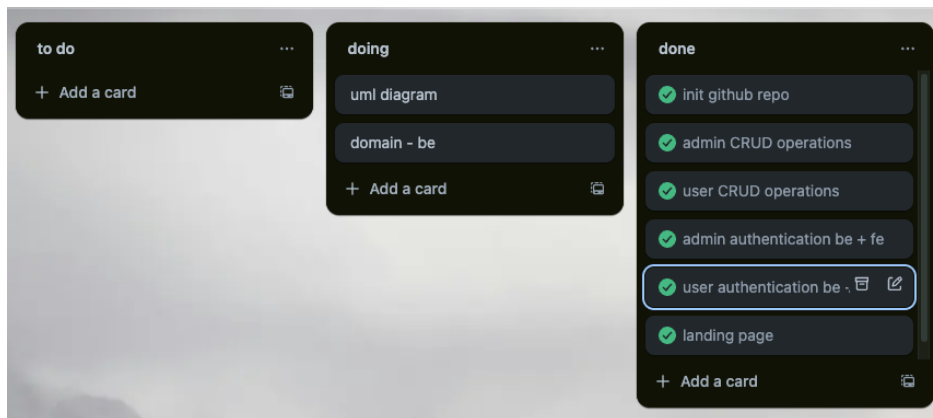 to do
Add a card
doing
uml diagram
domain - be
Add a card
done
init github repo
admin CRUD operations
user CRUD operations
admin authentication be + fe
user authentication be -
landing page
Add a card